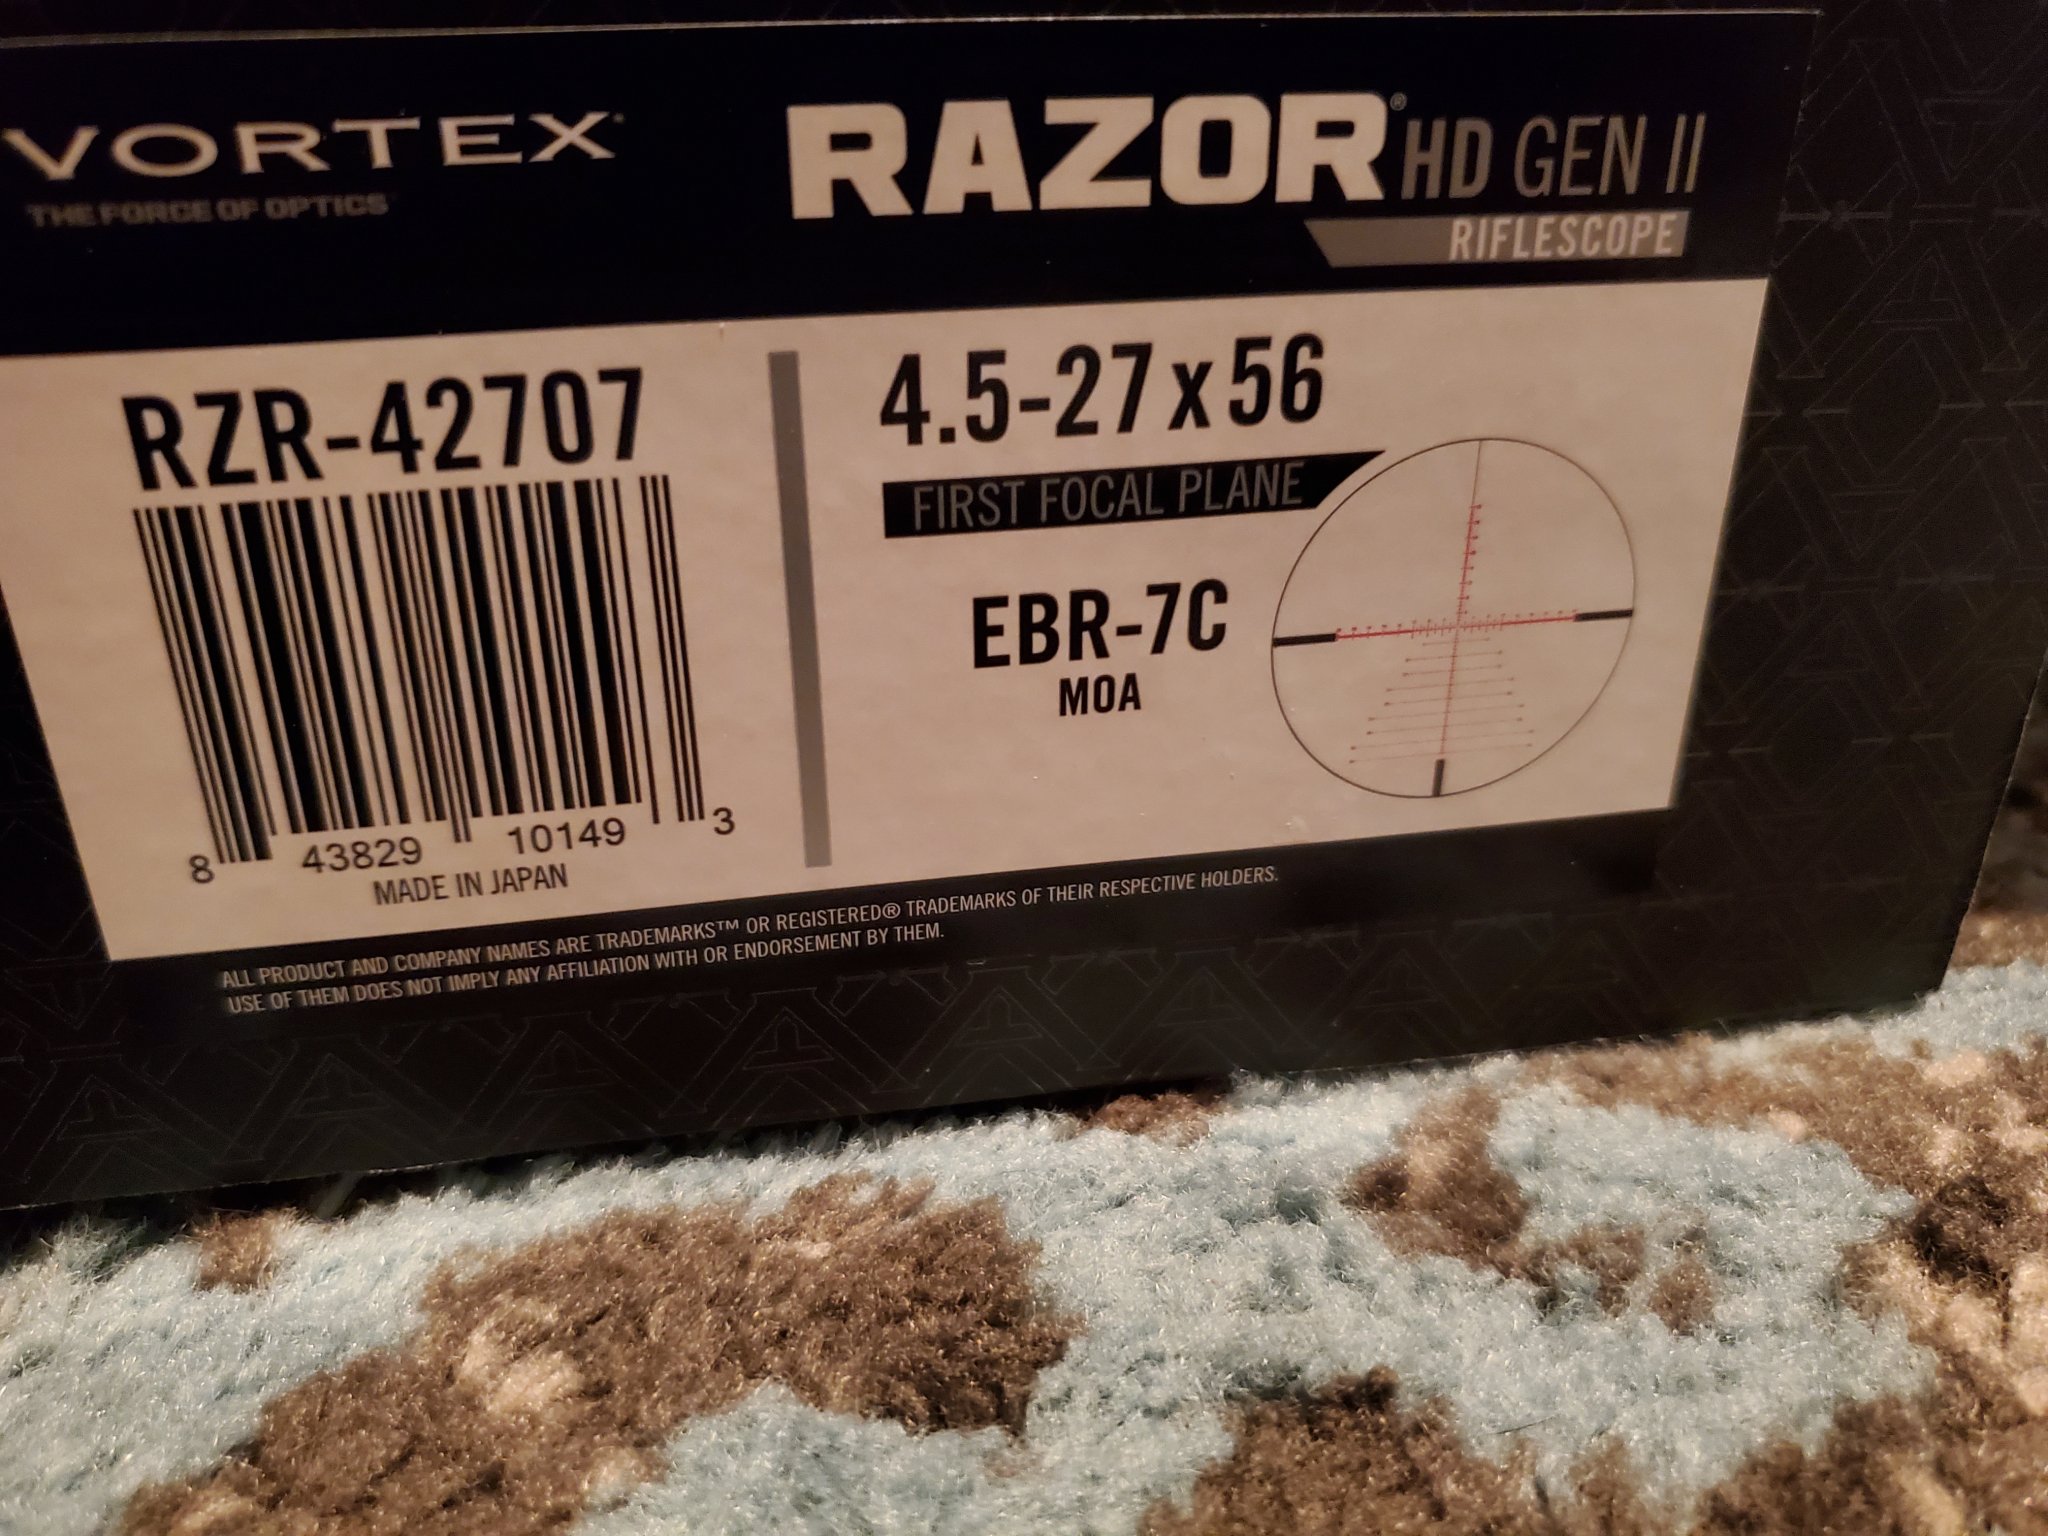 VORTEX
THE FORCE OF OPTICS
RAZOR® HD GEN II
RIFLESCOPE
RZR-42707
8 43829 10149 3
MADE IN JAPAN
4.5-27x56
FIRST FOCAL PLANE
EBR-7C
MOA
ALL PRODUCT AND COMPANY NAMES ARE TRADEMARKS™ OR REGISTERED® TRADEMARKS OF THEIR RESPECTIVE HOLDERS.
USE OF THEM DOES NOT IMPLY ANY AFFILIATION WITH OR ENDORSEMENT BY THEM.